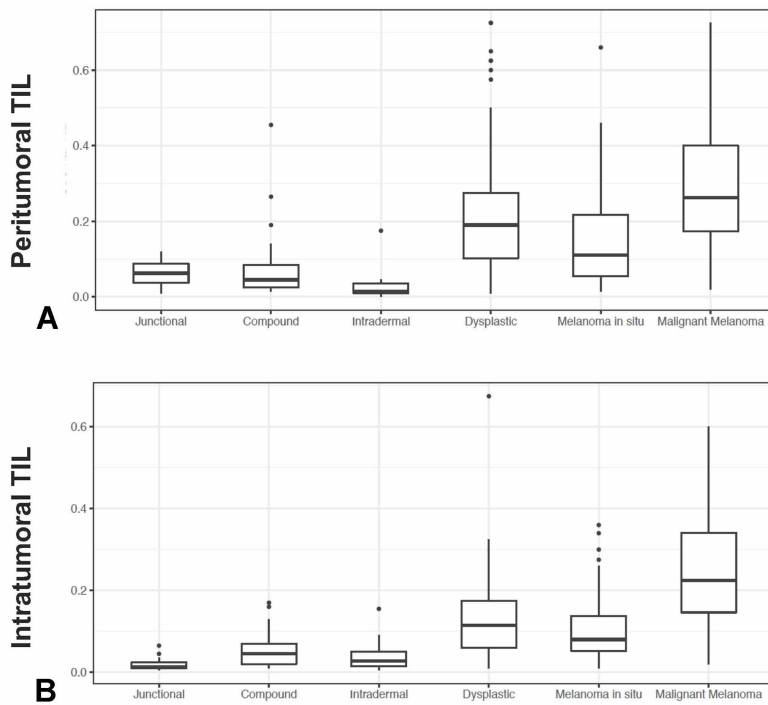 Peritumoral TIL
0.6
0.4
0.2
0.0
A
Junctional Compound Intradermal Dysplastic Melanoma in situ Malignant Melanoma
Intratumoral TIL
0.6
0.4
0.2
0.0
B
Junctional Compound Intradermal Dysplastic Melanoma in situ Malignant Melanoma